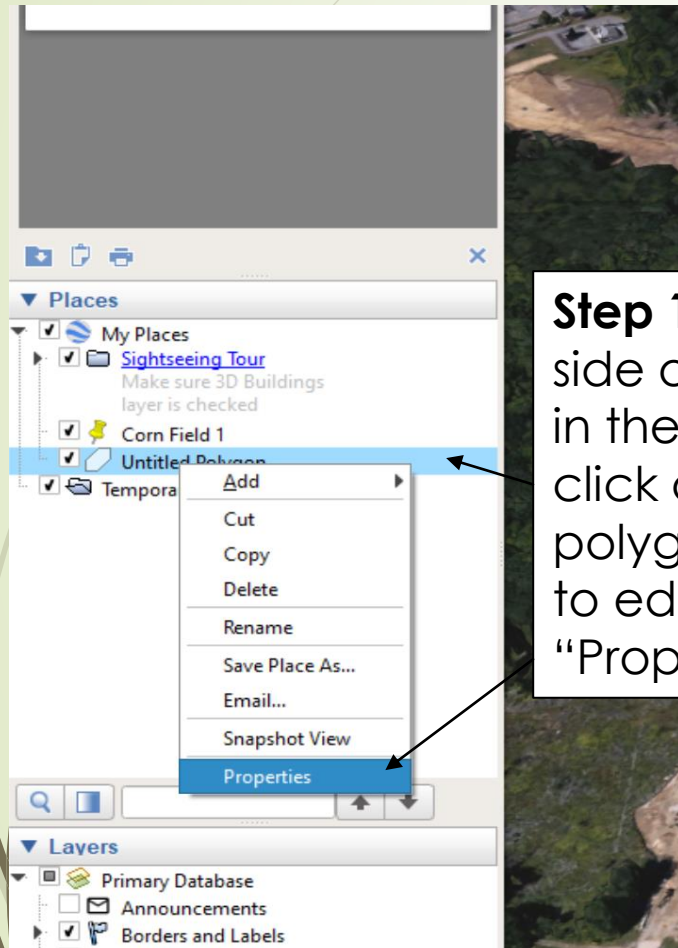 Places
My Places
Sightseeing Tour
Make sure 3D Buildings
layer is checked
Corn Field 1
Untitled Polygon
Tempora
Add
Cut
Copy
Delete
Rename
Save Place As...
Email...
Snapshot View
Properties
Layers
Primary Database
Announcements
Borders and Labels
Step 1
side
in the
click
polyg
to ed
“Prop